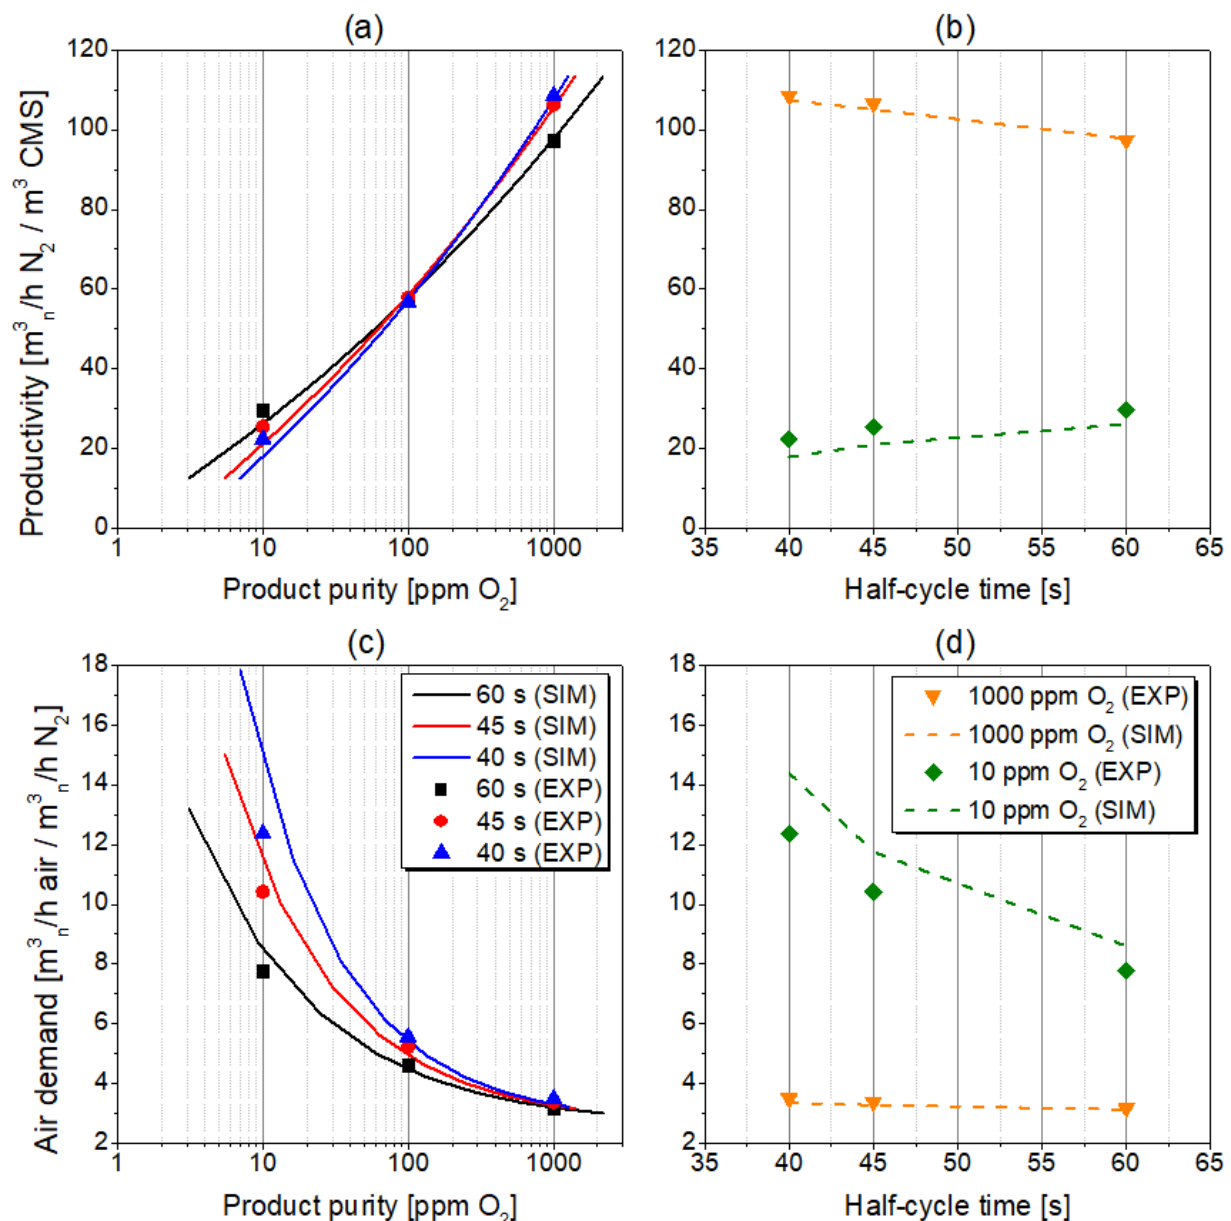 (a)
Productivity [m³ₙ/h N₂ / m³ CMS]
120
100
80
60
40
20
0
1 10 100 1000
Product purity [ppm O₂]
(b)
120
100
80
60
40
20
0
35 40 45 50 55 60 65
Half-cycle time [s]
(c)
Air demand [m³ₙ/h air / m³ₙ/h N₂]
18
16
14
12
10
8
6
4
2
60 s (SIM)
45 s (SIM)
40 s (SIM)
60 s (EXP)
45 s (EXP)
40 s (EXP)
1 10 100 1000
Product purity [ppm O₂]
(d)
18
16
14
12
10
8
6
4
2
1000 ppm O₂ (EXP)
1000 ppm O₂ (SIM)
10 ppm O₂ (EXP)
10 ppm O₂ (SIM)
35 40 45 50 55 60 65
Half-cycle time [s]